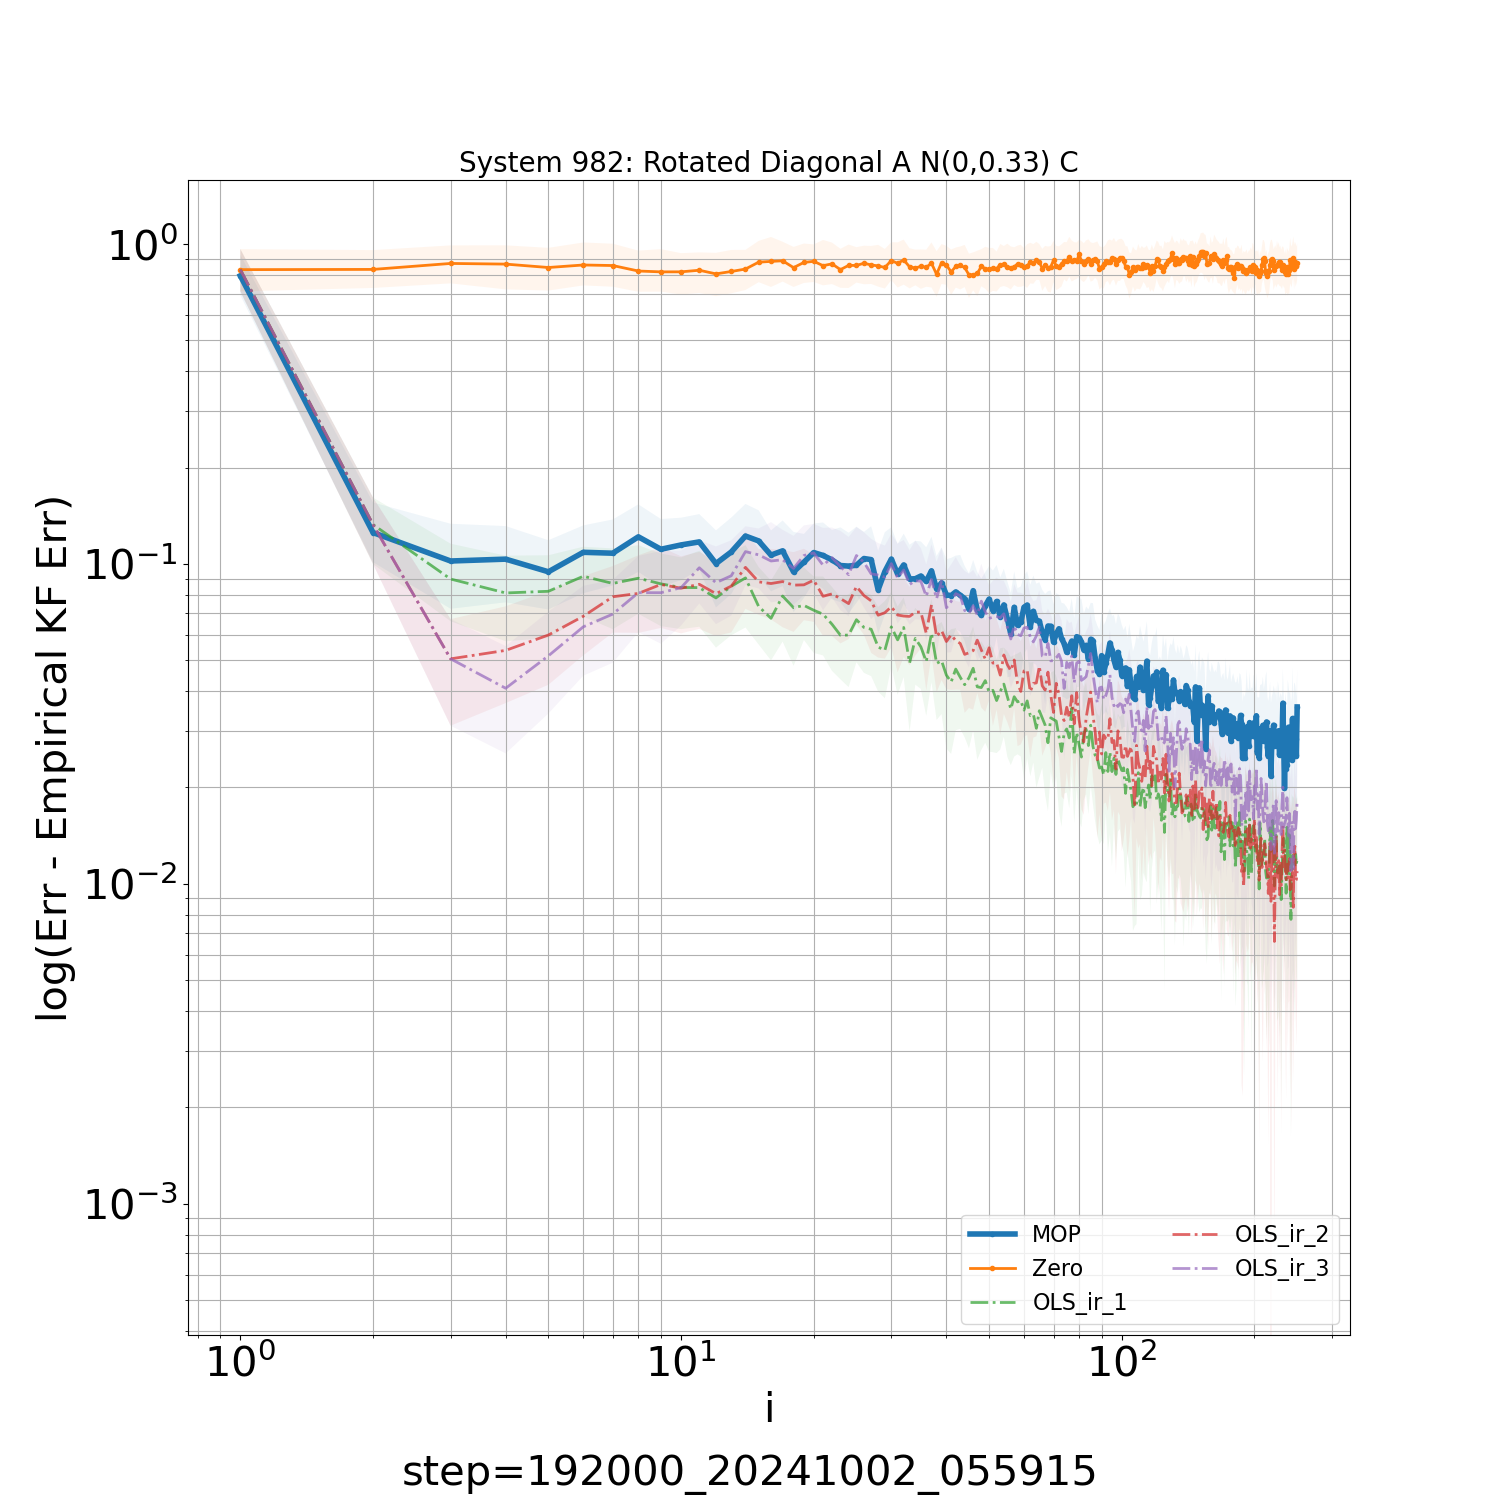 System 982: Rotated Diagonal A N(0,0.33) C
log(Err - Empirical KF Err)
10⁰
10⁻¹
10⁻²
10⁻³
MOP
Zero
OLS_ir_1
OLS_ir_2
OLS_ir_3
10⁰ 10¹ 10²
i
step=192000_20241002_055915